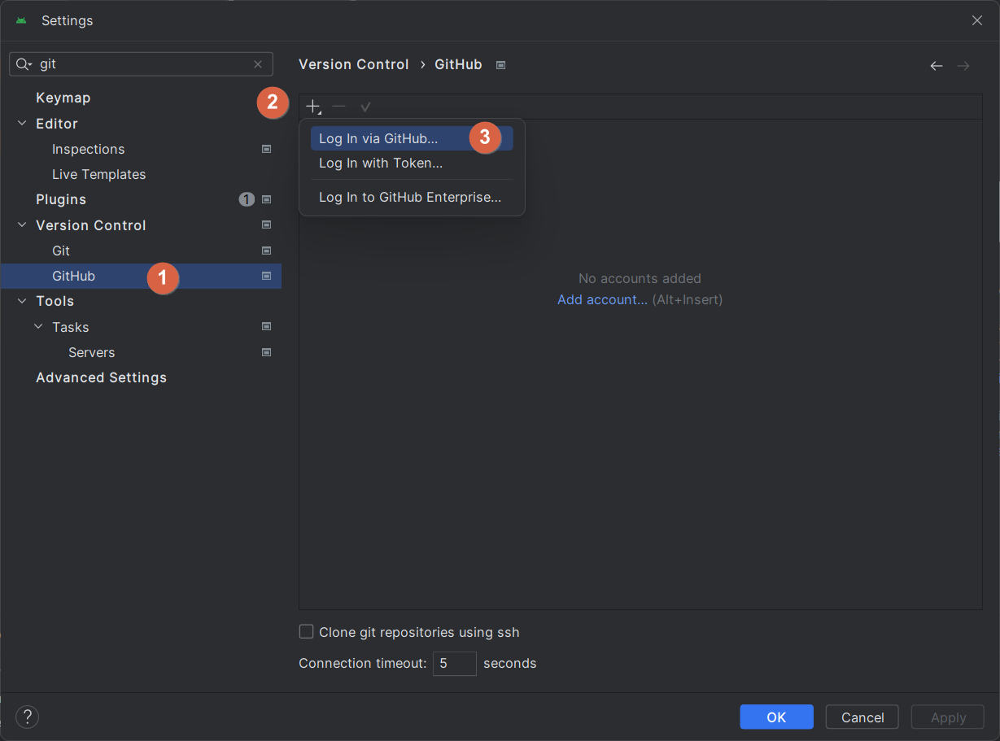 Settings
git
Version Control › GitHub
Keymap
2
Editor
Log In via GitHub...
3
Inspections
Log In with Token...
Live Templates
Plugins
1
Log In to GitHub Enterprise...
Version Control
Git
GitHub
1
No accounts added
Add account... (Alt+Insert)
Tools
Tasks
Servers
Advanced Settings
Clone git repositories using ssh
Connection timeout: 5 seconds
?
OK
Cancel
Apply